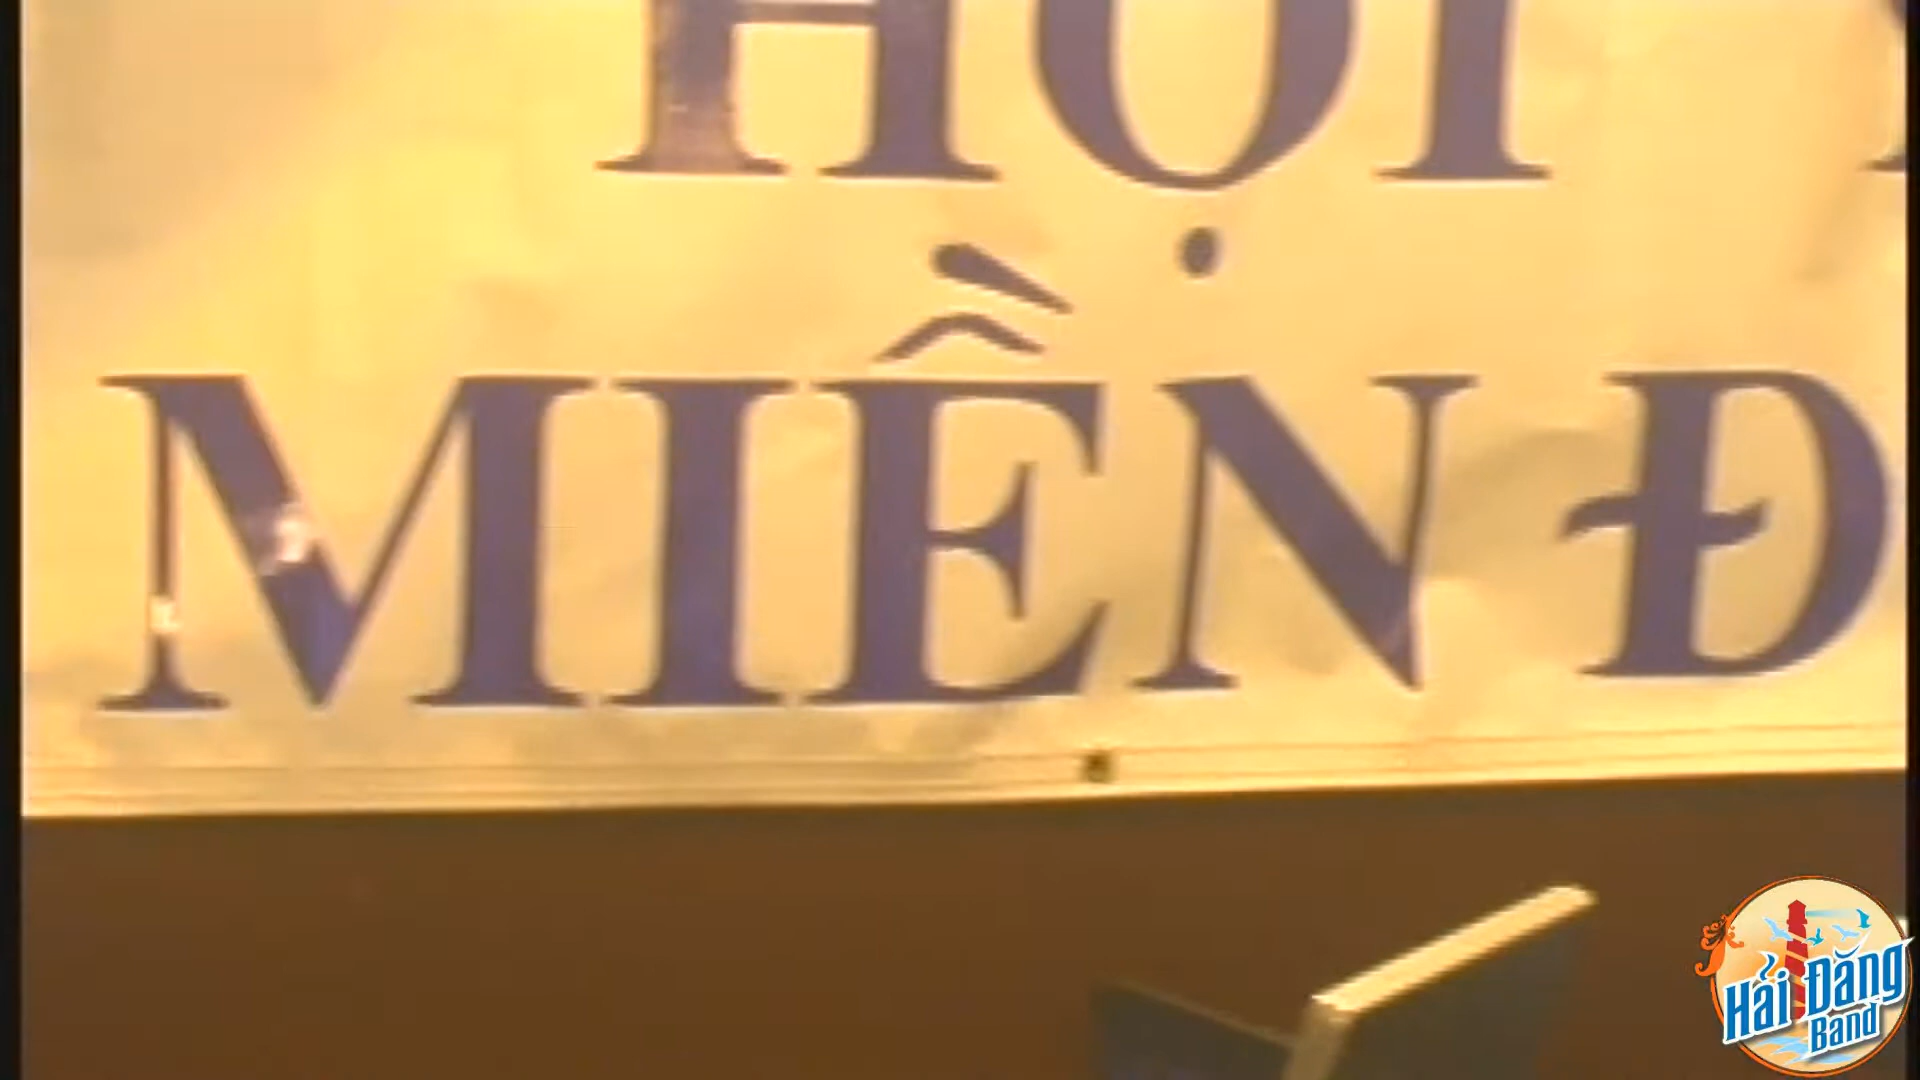 HỘI
MIỀN Đ
Hải Đăng
Band